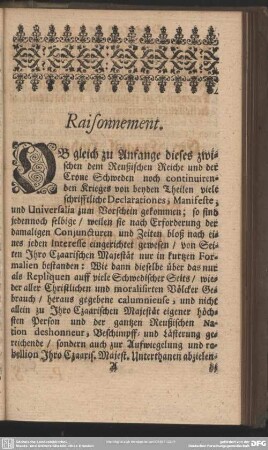 Raisonnement.
OB gleich zu Anfange dieses zwi-
schen dem Reußischen Reiche und der
Crone Schweden noch continuiren-
den Krieges von beyden Theilen viele
schrifftliche Declarationes, Manifeste,
und Universalia zum Vorschein gekommen; so sind
jedennoch selbige / weilen sie nach Erforderung der
damaligen Conjuncturen und Zeiten bloß nach ei-
nes jeden Interesse eingerichtet gewesen / von Sei-
ten Ihro Czaarischen Majestät nur in kurtzen For-
malien bestanden: Wie dann dieselbe über das nur
als Repliquen auff viele Schwedischer Seits / wie-
der aller Christlichen und moralisirten Völcker Ge-
brauch / heraus gegebene calumnieuse, und nicht
allein zu Ihro Czaarischen Majestät eigener höch-
sten Person und der gantzen Reußischen Na-
tion deshonneur, Beschimpff- und Lästerung ge-
reichende / sondern auch zur Aufwiegelung und re-
bellion Ihro Czaaris. Majest. Unterthanen abzielen-
A de